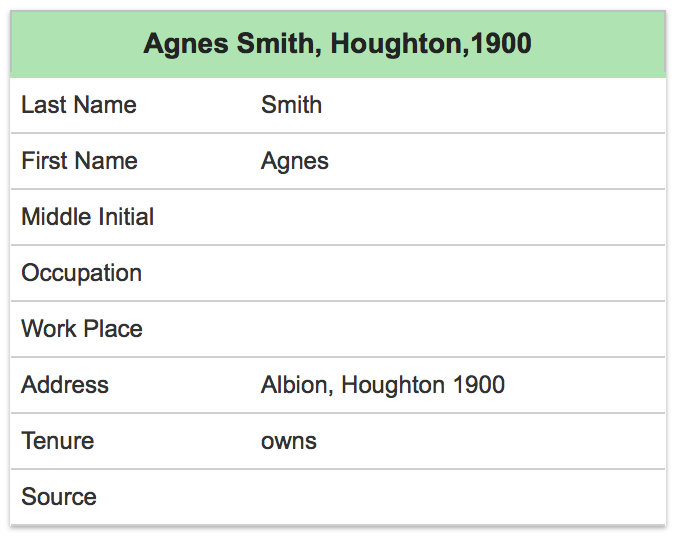 Agnes Smith, Houghton,1900
Last Name Smith
First Name Agnes
Middle Initial
Occupation
Work Place
Address Albion, Houghton 1900
Tenure owns
Source